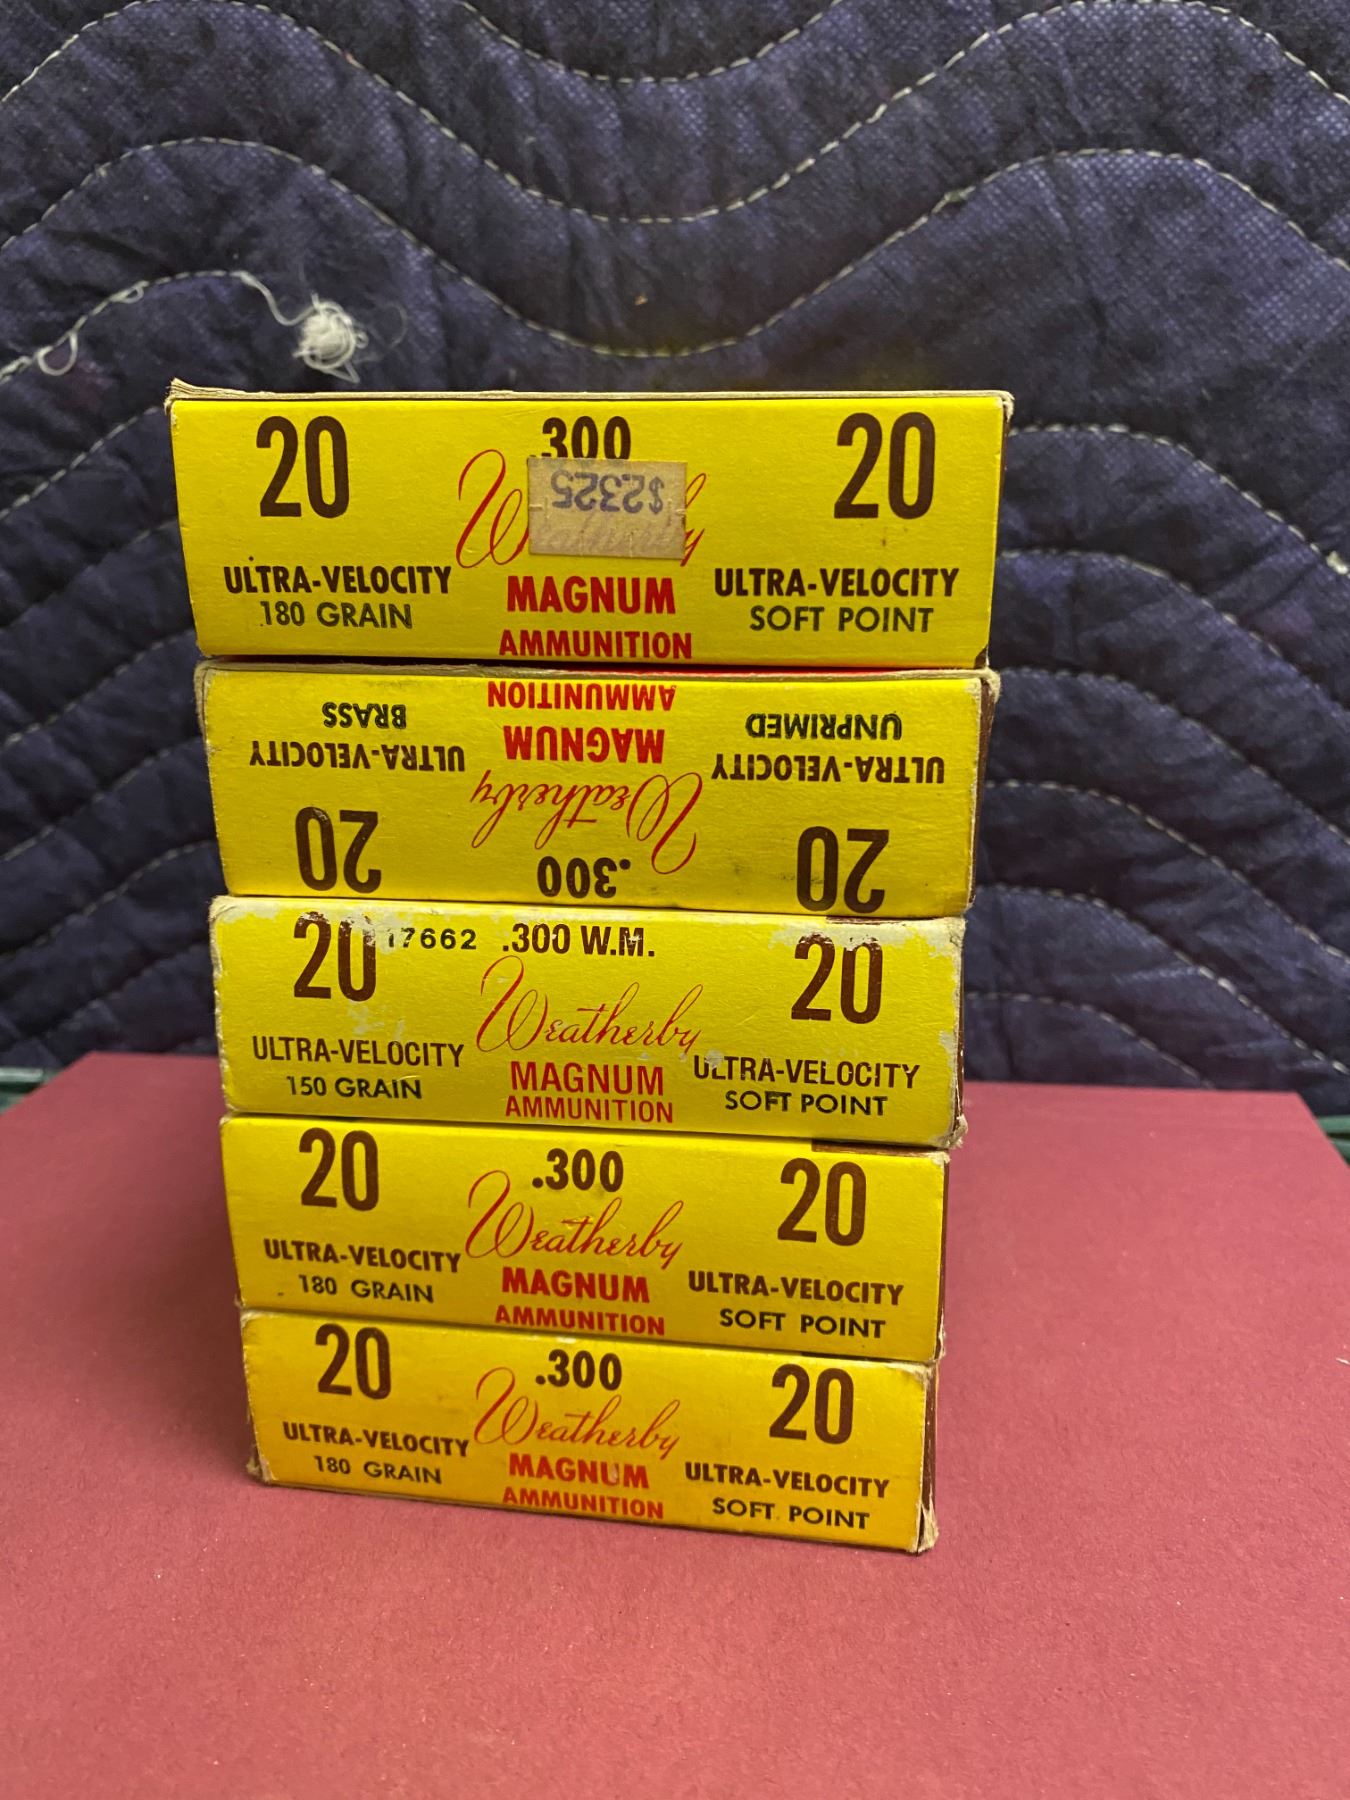 20 .300 20
$2325
Weatherby
ULTRA-VELOCITY MAGNUM ULTRA-VELOCITY
180 GRAIN AMMUNITION SOFT POINT
20 .300 20
Weatherby
ULTRA-VELOCITY MAGNUM ULTRA-VELOCITY
UNPRIMED AMMUNITION BRASS
20 17662 .300 W.M. 20
Weatherby
ULTRA-VELOCITY MAGNUM ULTRA-VELOCITY
150 GRAIN AMMUNITION SOFT POINT
20 .300 20
Weatherby
ULTRA-VELOCITY MAGNUM ULTRA-VELOCITY
180 GRAIN AMMUNITION SOFT POINT
20 .300 20
Weatherby
ULTRA-VELOCITY MAGNUM ULTRA-VELOCITY
180 GRAIN AMMUNITION SOFT POINT